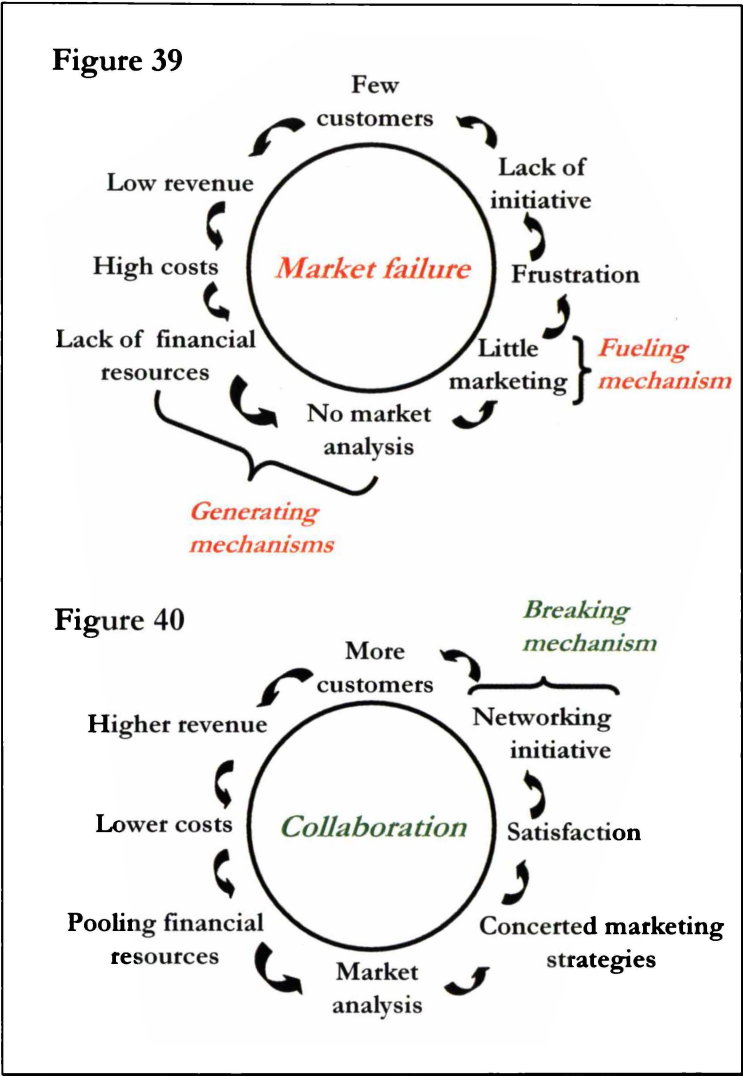 Figure 39
Few
customers
Low revenue
High costs
Lack of financial
resources
No market
analysis
Little
marketing
Frustration
Lack of
initiative
Market failure
Fueling
mechanism
Generating
mechanisms
Figure 40
More
customers
Higher revenue
Lower costs
Pooling financial
resources
Market
analysis
Concerted marketing
strategies
Satisfaction
Networking
initiative
Breaking
mechanism
Collaboration